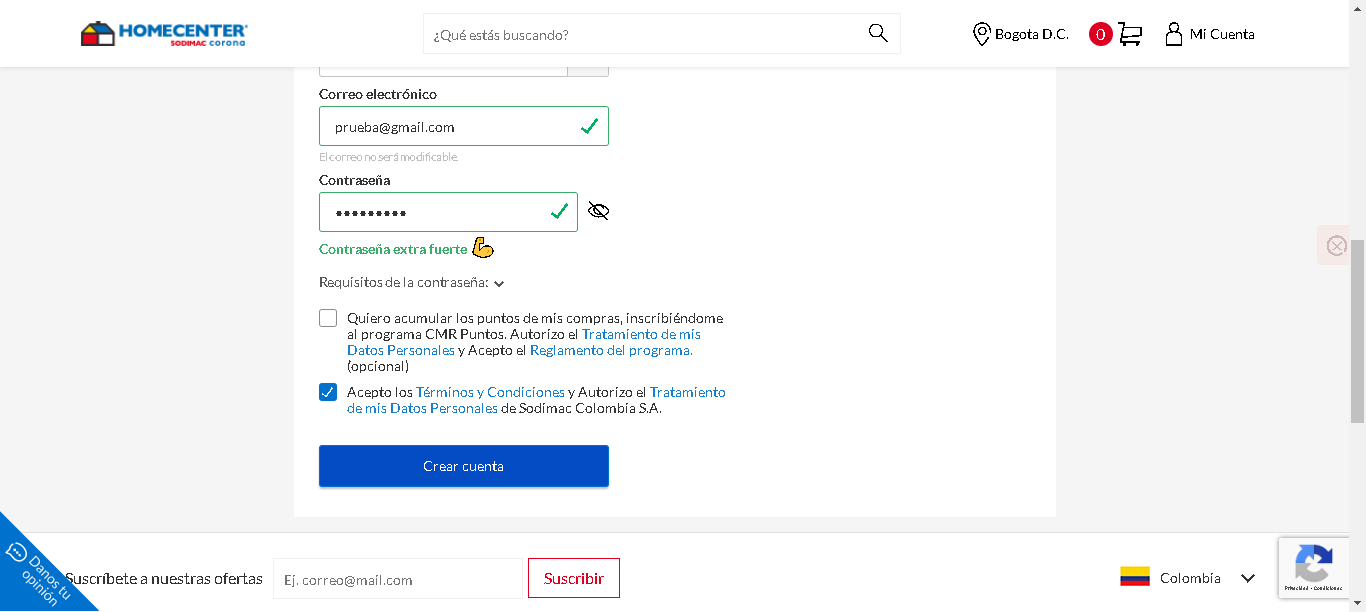 HOMECENTER
SODIMAC corona
¿Qué estás buscando?
Bogota D.C.
0
Mi Cuenta
Correo electrónico
prueba@gmail.com
El correo no será modificable.
Contraseña
Contraseña extra fuerte
Requisitos de la contraseña:
Quiero acumular los puntos de mis compras, inscribiéndome
al programa CMR Puntos. Autorizo el Tratamiento de mis
Datos Personales y Acepto el Reglamento del programa.
(opcional)
Acepto los Términos y Condiciones y Autorizo el Tratamiento
de mis Datos Personales de Sodimac Colombia S.A.
Crear cuenta
Danos tu
opinión
Suscríbete a nuestras ofertas
Ej. correo@mail.com
Suscribir
Colombia
Privacidad - Condiciones